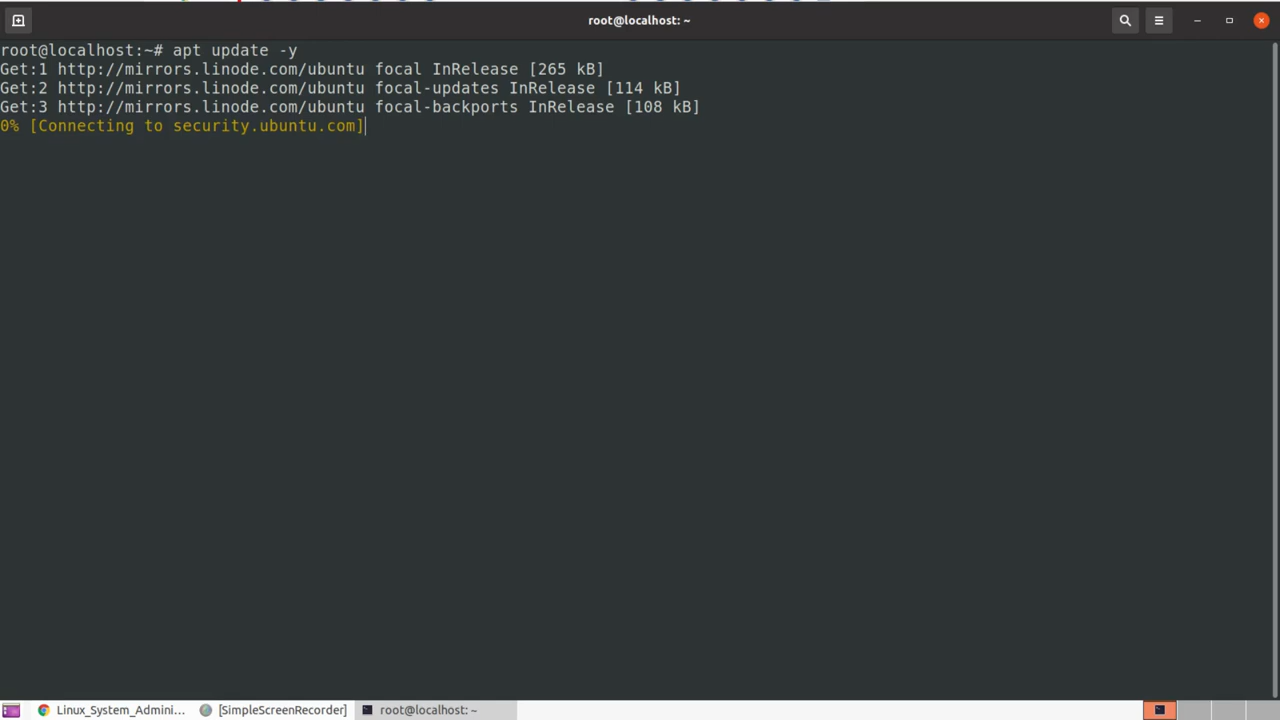 root@localhost: ~
root@localhost:~# apt update -y
Get:1 http://mirrors.linode.com/ubuntu focal InRelease [265 kB]
Get:2 http://mirrors.linode.com/ubuntu focal-updates InRelease [114 kB]
Get:3 http://mirrors.linode.com/ubuntu focal-backports InRelease [108 kB]
0% [Connecting to security.ubuntu.com]
Linux_System_Admini... [SimpleScreenRecorder] root@localhost: ~